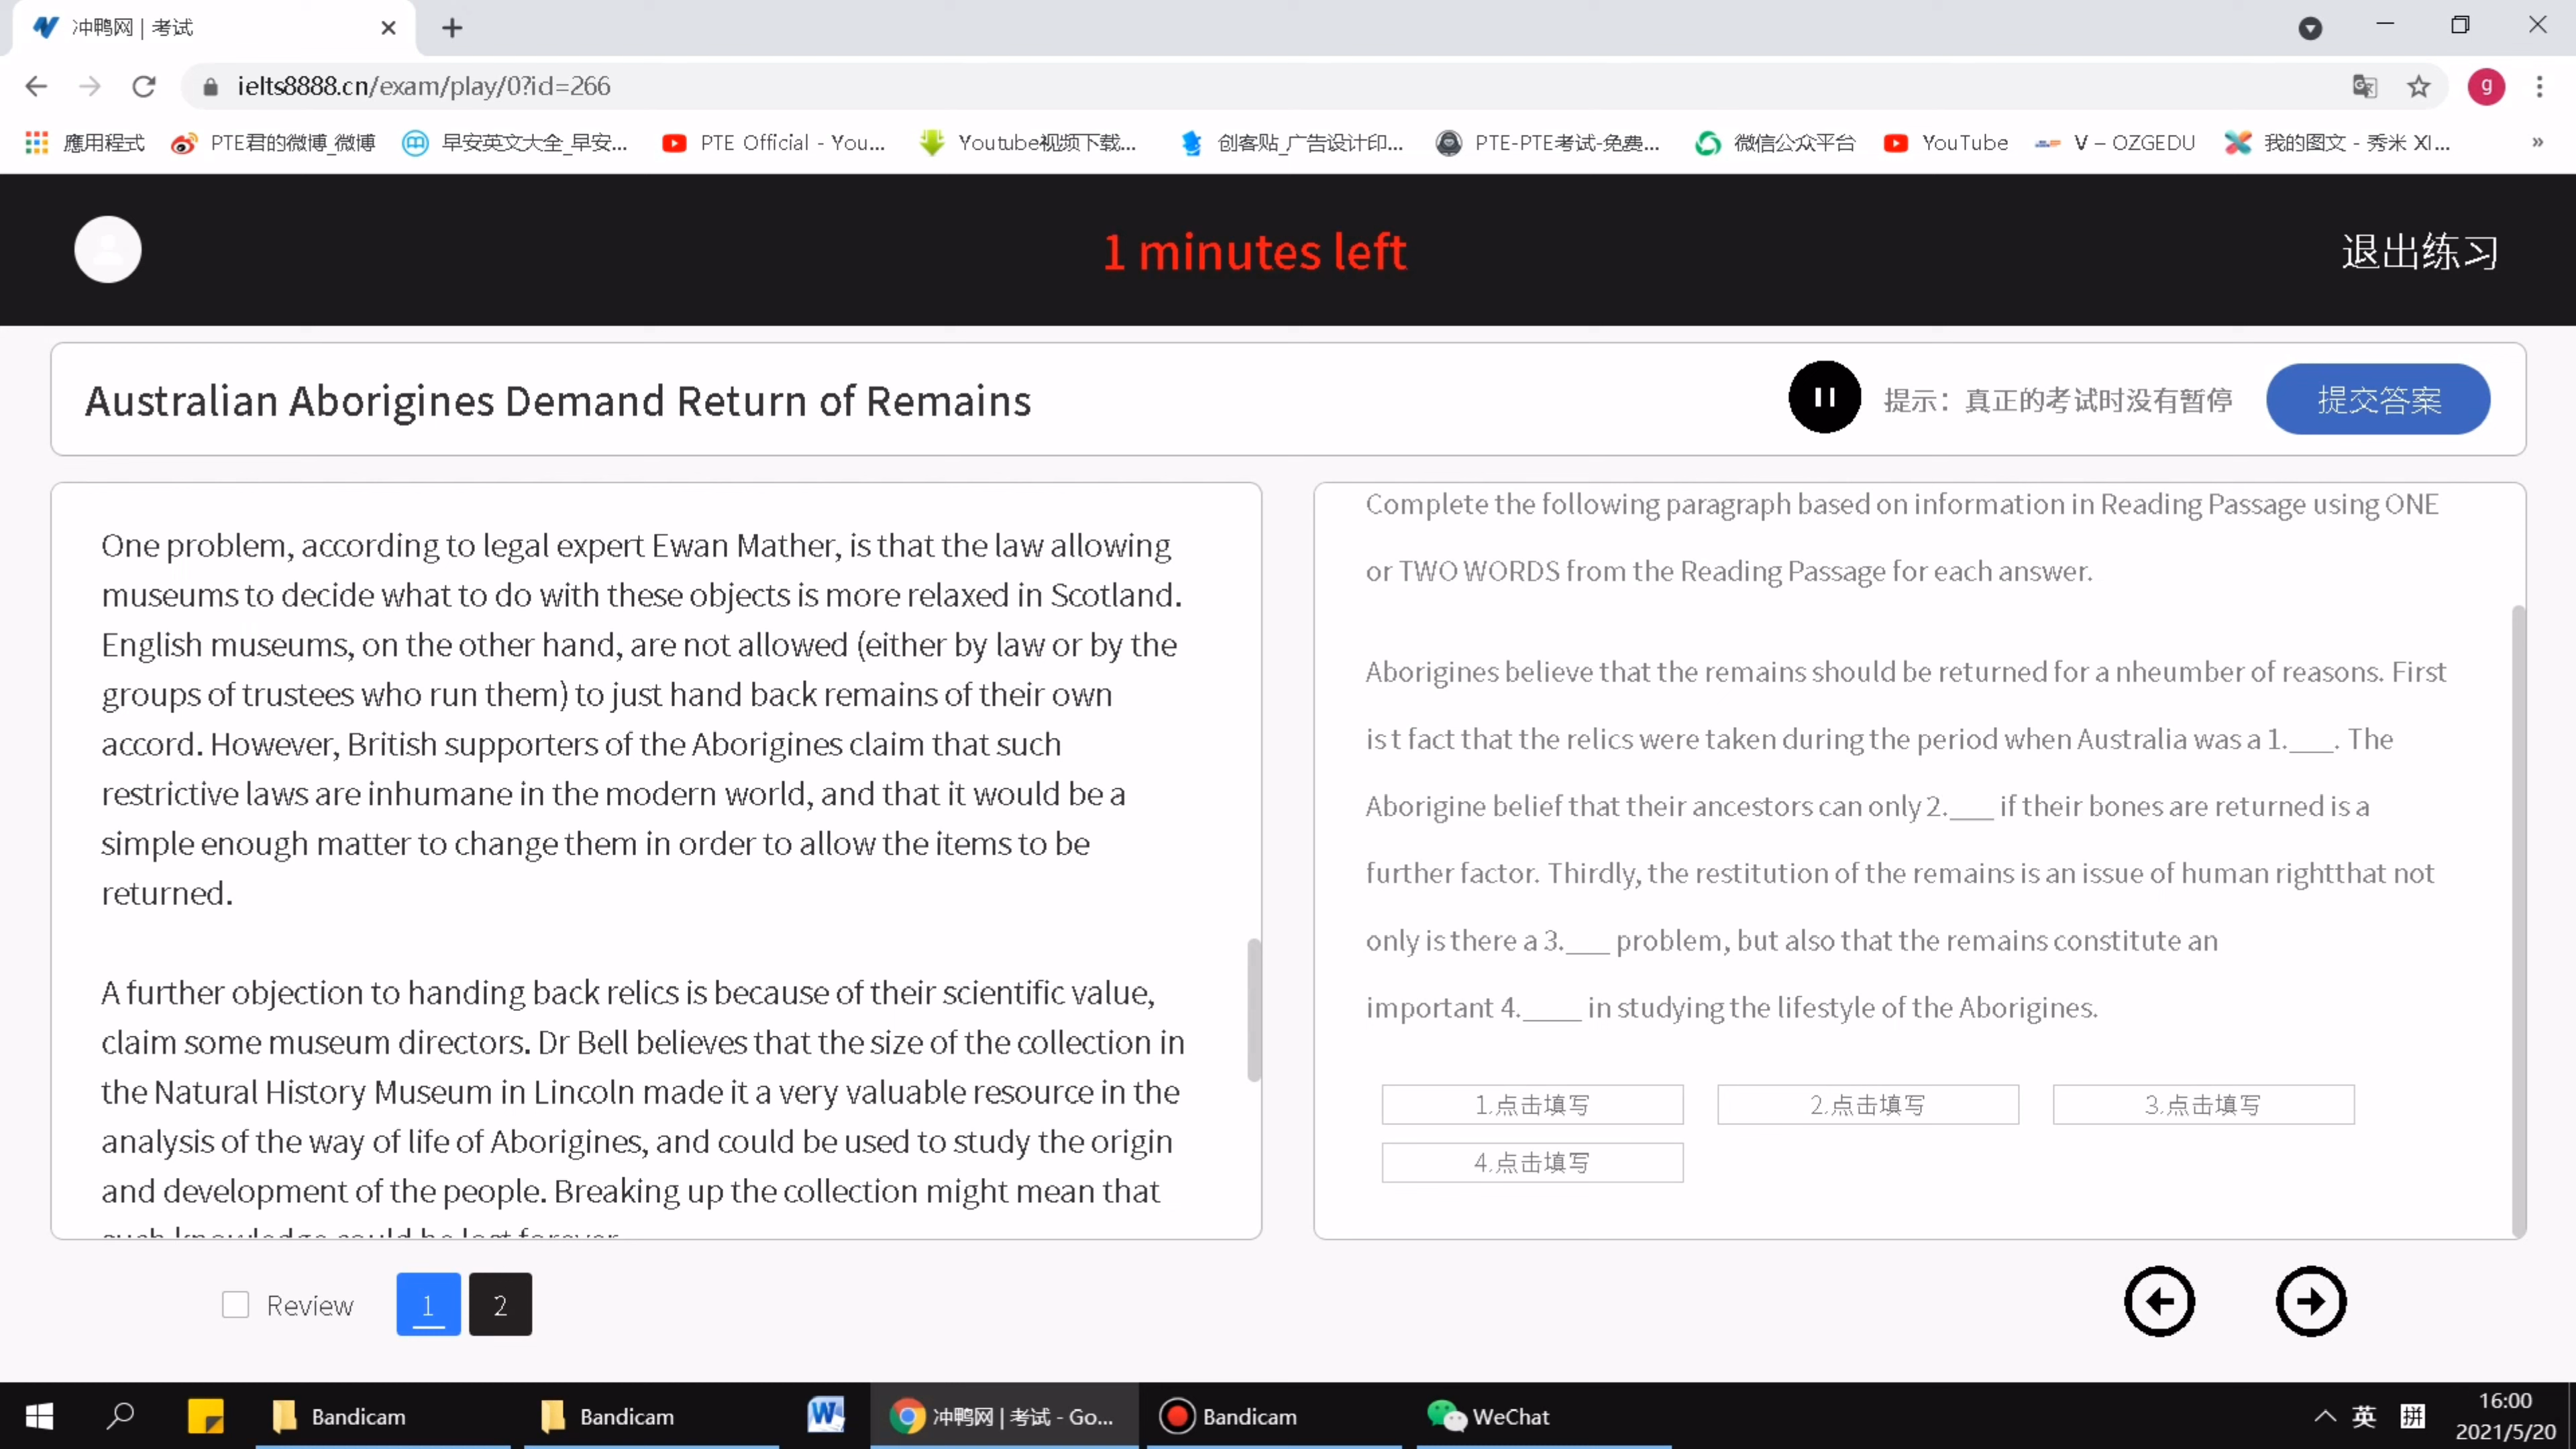 冲鸭网 | 考试
ielts8888.cn/exam/play/0?id=266
g
應用程式
PTE君的微博_微博
早安英文大全_早安...
PTE Official - You...
Youtube视频下载...
创客贴_广告设计印...
PTE-PTE考试-免费...
微信公众平台
YouTube
V – OZGEDU
我的图文 - 秀米 XI...
»
1 minutes left
退出练习
Australian Aborigines Demand Return of Remains
提示：真正的考试时没有暂停
提交答案
One problem, according to legal expert Ewan Mather, is that the law allowing
museums to decide what to do with these objects is more relaxed in Scotland.
English museums, on the other hand, are not allowed (either by law or by the
groups of trustees who run them) to just hand back remains of their own
accord. However, British supporters of the Aborigines claim that such
restrictive laws are inhumane in the modern world, and that it would be a
simple enough matter to change them in order to allow the items to be
returned.
A further objection to handing back relics is because of their scientific value,
claim some museum directors. Dr Bell believes that the size of the collection in
the Natural History Museum in Lincoln made it a very valuable resource in the
analysis of the way of life of Aborigines, and could be used to study the origin
and development of the people. Breaking up the collection might mean that
such knowledge could be lost forever
Complete the following paragraph based on information in Reading Passage using ONE
or TWO WORDS from the Reading Passage for each answer.
Aborigines believe that the remains should be returned for a nheumber of reasons. First
is t fact that the relics were taken during the period when Australia was a 1.___. The
Aborigine belief that their ancestors can only 2.___ if their bones are returned is a
further factor. Thirdly, the restitution of the remains is an issue of human rightthat not
only is there a 3.___ problem, but also that the remains constitute an
important 4.____ in studying the lifestyle of the Aborigines.
1.点击填写
2.点击填写
3.点击填写
4.点击填写
Review
1
2
Bandicam
Bandicam
冲鸭网 | 考试 - Go...
Bandicam
WeChat
英
拼
16:00
2021/5/20